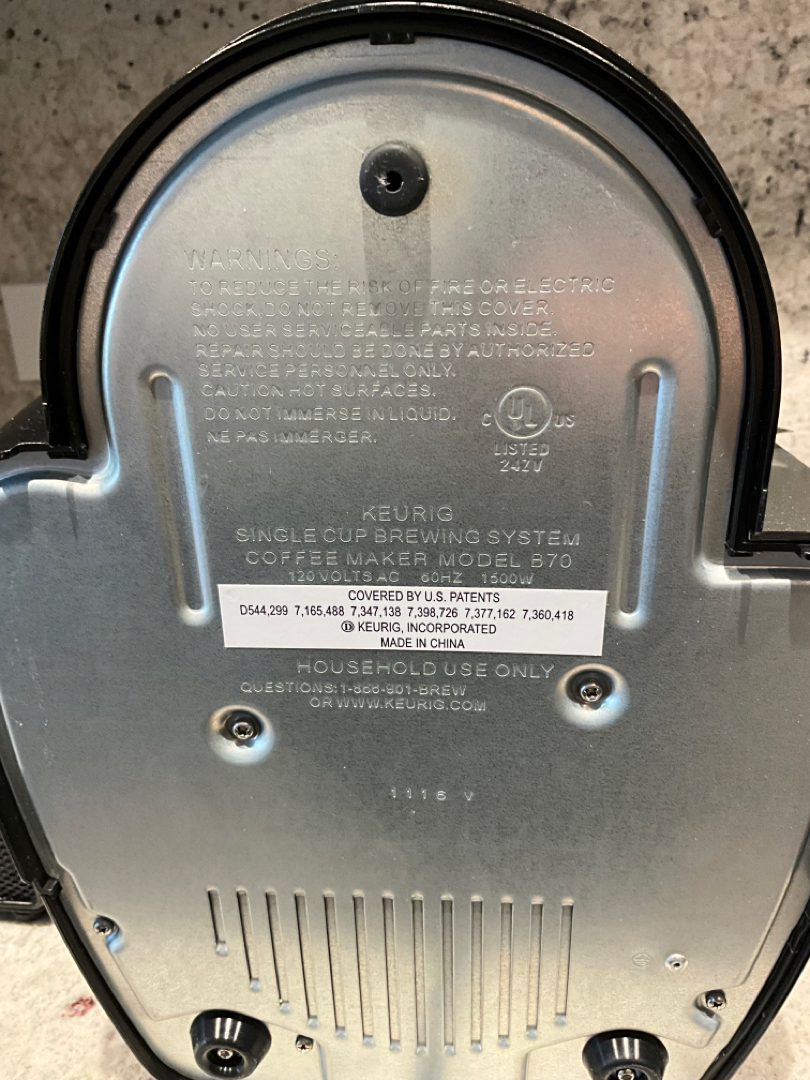 WARNINGS:
TO REDUCE THE RISK OF FIRE OR ELECTRIC
SHOCK, DO NOT REMOVE THIS COVER.
NO USER SERVICEABLE PARTS INSIDE.
REPAIR SHOULD BE DONE BY AUTHORIZED
SERVICE PERSONNEL ONLY.
CAUTION HOT SURFACES.
DO NOT IMMERSE IN LIQUID.
NE PAS IMMERGER.
C UL US
LISTED
242V
KEURIG
SINGLE CUP BREWING SYSTEM
COFFEE MAKER MODEL B70
120 VOLTS AC 60HZ 1500W
COVERED BY U.S. PATENTS
D544,299 7,165,488 7,347,138 7,398,726 7,377,162 7,360,418
KEURIG, INCORPORATED
MADE IN CHINA
HOUSEHOLD USE ONLY
QUESTIONS: 1-866-901-BREW
OR WWW.KEURIG.COM
1116 V